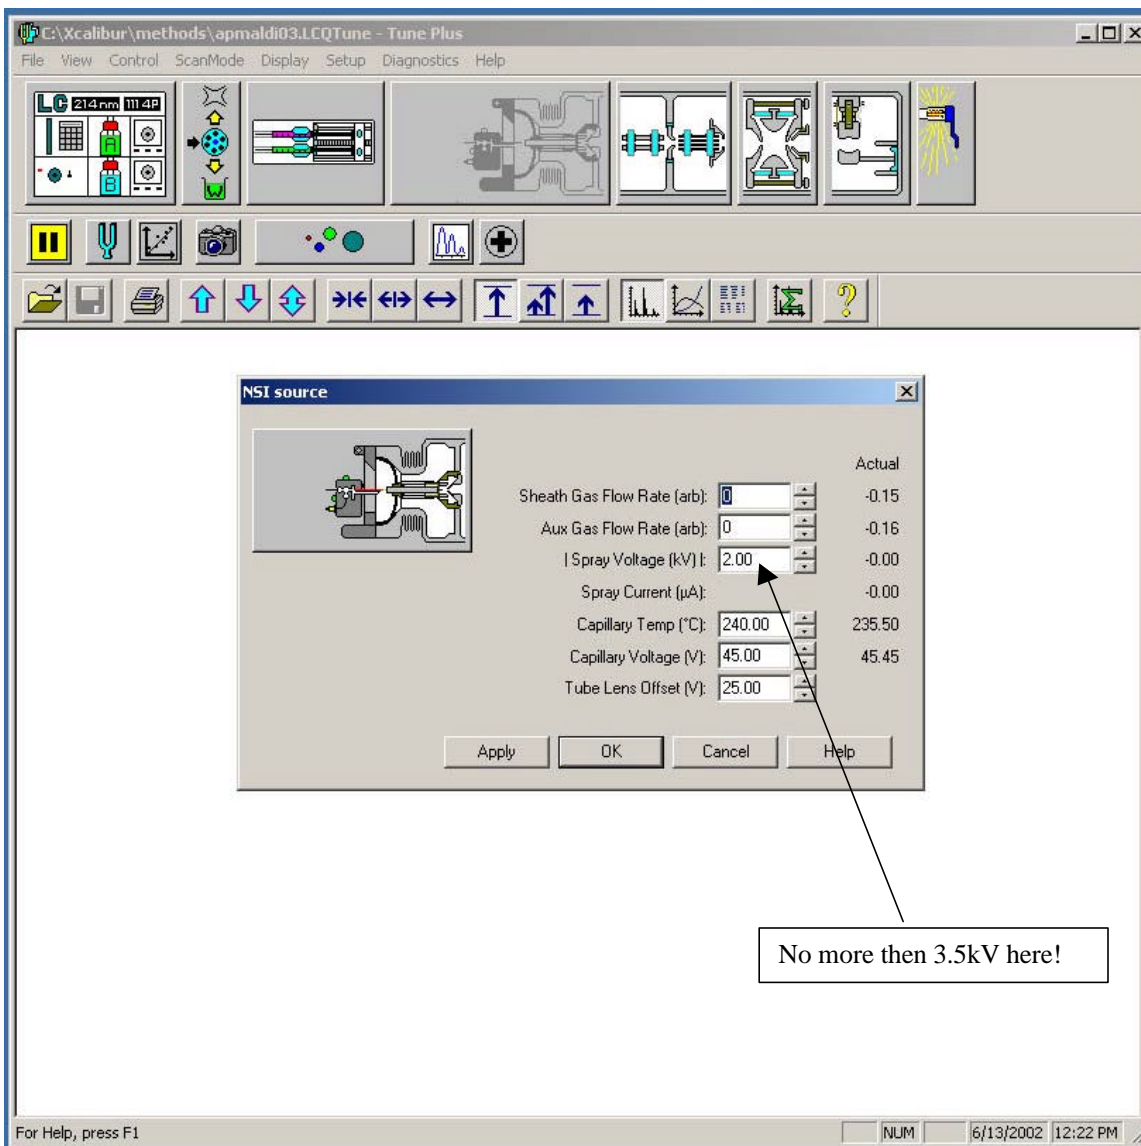 C:\Xcalibur\methods\apmaldi03.LCQTune - Tune Plus
File View Control ScanMode Display Setup Diagnostics Help
LC 214nm 111 4P
A
B
W
NSI source
Actual
Sheath Gas Flow Rate (arb): 0 -0.15
Aux Gas Flow Rate (arb): 0 -0.16
| Spray Voltage (kV) |: 2.00 -0.00
Spray Current (µA): -0.00
Capillary Temp (°C): 240.00 235.50
Capillary Voltage (V): 45.00 45.45
Tube Lens Offset (V): 25.00
Apply OK Cancel Help
No more then 3.5kV here!
For Help, press F1 NUM 6/13/2002 12:22 PM